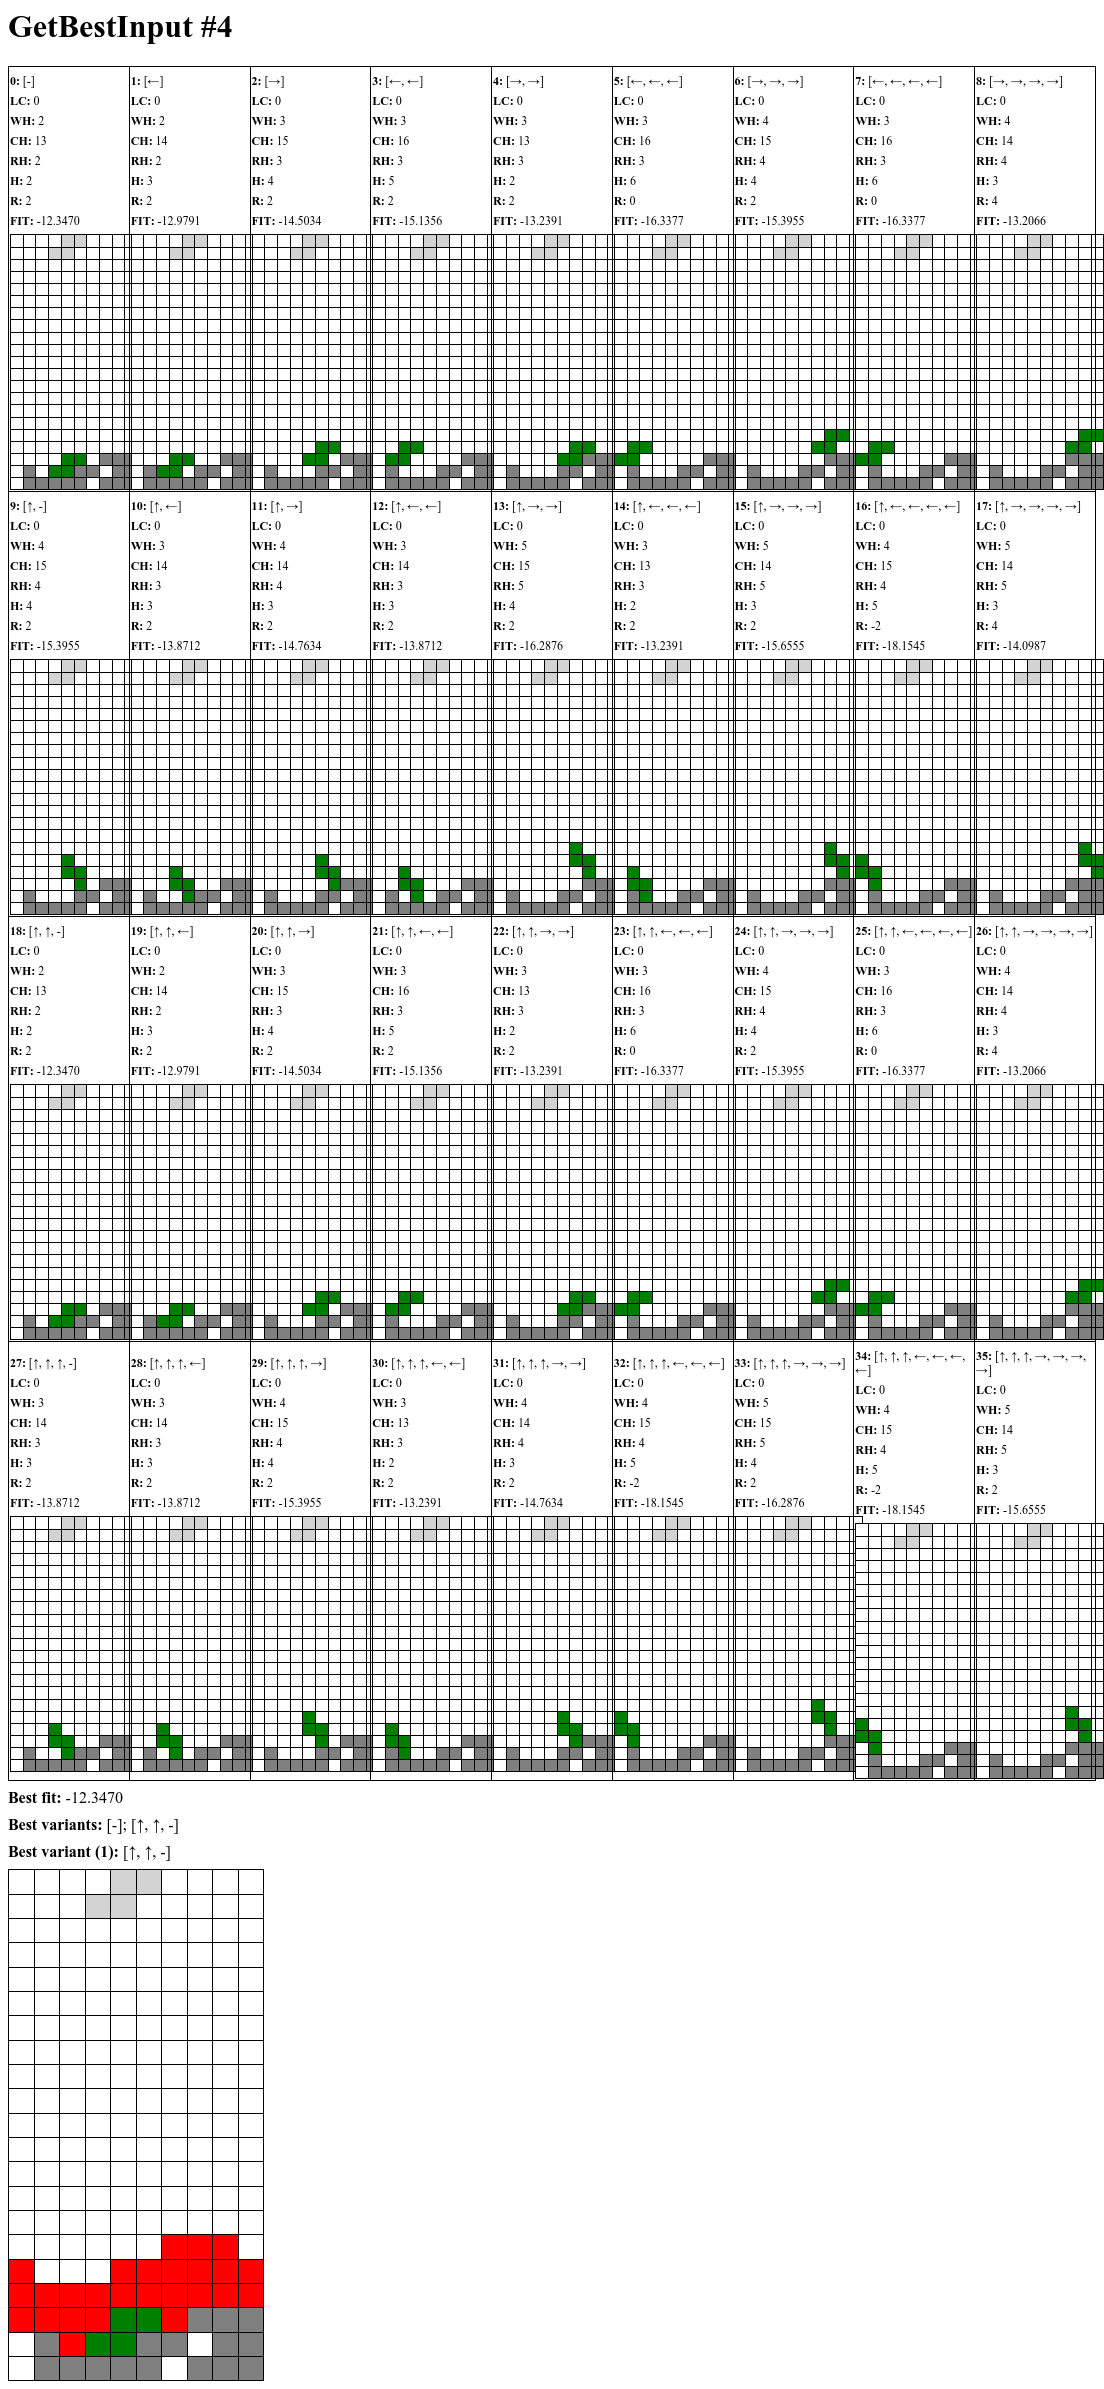 GetBestInput #4
0: [-] 1: [←] 2: [→] 3: [←, ←] 4: [→, →] 5: [←, ←, ←] 6: [→, →, →] 7: [←, ←, ←, ←] 8: [→, →, →, →]
LC: 0 LC: 0 LC: 0 LC: 0 LC: 0 LC: 0 LC: 0 LC: 0 LC: 0
WH: 2 WH: 2 WH: 3 WH: 3 WH: 3 WH: 3 WH: 4 WH: 3 WH: 4
CH: 13 CH: 14 CH: 15 CH: 16 CH: 13 CH: 16 CH: 15 CH: 16 CH: 14
RH: 2 RH: 2 RH: 3 RH: 3 RH: 3 RH: 3 RH: 4 RH: 3 RH: 4
H: 2 H: 3 H: 4 H: 5 H: 2 H: 6 H: 4 H: 6 H: 3
R: 2 R: 2 R: 2 R: 2 R: 2 R: 0 R: 2 R: 0 R: 4
FIT: -12.3470 FIT: -12.9791 FIT: -14.5034 FIT: -15.1356 FIT: -13.2391 FIT: -16.3377 FIT: -15.3955 FIT: -16.3377 FIT: -13.2066
9: [↑, -] 10: [↑, ←] 11: [↑, →] 12: [↑, ←, ←] 13: [↑, →, →] 14: [↑, ←, ←, ←] 15: [↑, →, →, →] 16: [↑, ←, ←, ←, ←] 17: [↑, →, →, →, →]
LC: 0 LC: 0 LC: 0 LC: 0 LC: 0 LC: 0 LC: 0 LC: 0 LC: 0
WH: 4 WH: 3 WH: 4 WH: 3 WH: 5 WH: 3 WH: 5 WH: 4 WH: 5
CH: 15 CH: 14 CH: 14 CH: 14 CH: 15 CH: 13 CH: 14 CH: 15 CH: 14
RH: 4 RH: 3 RH: 4 RH: 3 RH: 5 RH: 3 RH: 5 RH: 4 RH: 5
H: 4 H: 3 H: 3 H: 3 H: 4 H: 2 H: 3 H: 5 H: 3
R: 2 R: 2 R: 2 R: 2 R: 2 R: 2 R: 2 R: -2 R: 4
FIT: -15.3955 FIT: -13.8712 FIT: -14.7634 FIT: -13.8712 FIT: -16.2876 FIT: -13.2391 FIT: -15.6555 FIT: -18.1545 FIT: -14.0987
18: [↑, ↑, -] 19: [↑, ↑, ←] 20: [↑, ↑, →] 21: [↑, ↑, ←, ←] 22: [↑, ↑, →, →] 23: [↑, ↑, ←, ←, ←] 24: [↑, ↑, →, →, →] 25: [↑, ↑, ←, ←, ←, ←] 26: [↑, ↑, →, →, →, →]
LC: 0 LC: 0 LC: 0 LC: 0 LC: 0 LC: 0 LC: 0 LC: 0 LC: 0
WH: 2 WH: 2 WH: 3 WH: 3 WH: 3 WH: 3 WH: 4 WH: 3 WH: 4
CH: 13 CH: 14 CH: 15 CH: 16 CH: 13 CH: 16 CH: 15 CH: 16 CH: 14
RH: 2 RH: 2 RH: 3 RH: 3 RH: 3 RH: 3 RH: 4 RH: 3 RH: 4
H: 2 H: 3 H: 4 H: 5 H: 2 H: 6 H: 4 H: 6 H: 3
R: 2 R: 2 R: 2 R: 2 R: 2 R: 0 R: 2 R: 0 R: 4
FIT: -12.3470 FIT: -12.9791 FIT: -14.5034 FIT: -15.1356 FIT: -13.2391 FIT: -16.3377 FIT: -15.3955 FIT: -16.3377 FIT: -13.2066
27: [↑, ↑, ↑, -] 28: [↑, ↑, ↑, ←] 29: [↑, ↑, ↑, →] 30: [↑, ↑, ↑, ←, ←] 31: [↑, ↑, ↑, →, →] 32: [↑, ↑, ↑, ←, ←, ←] 33: [↑, ↑, ↑, →, →, →] 34: [↑, ↑, ↑, ←, ←, ←, 35: [↑, ↑, ↑, →, →, →,
←] →]
LC: 0 LC: 0 LC: 0 LC: 0 LC: 0 LC: 0 LC: 0 LC: 0 LC: 0
WH: 3 WH: 3 WH: 4 WH: 3 WH: 4 WH: 4 WH: 5 WH: 4 WH: 5
CH: 14 CH: 14 CH: 15 CH: 13 CH: 14 CH: 15 CH: 15 CH: 15 CH: 14
RH: 3 RH: 3 RH: 4 RH: 3 RH: 4 RH: 4 RH: 5 RH: 4 RH: 5
H: 3 H: 3 H: 4 H: 2 H: 3 H: 5 H: 4 H: 5 H: 3
R: 2 R: 2 R: 2 R: 2 R: 2 R: -2 R: 2 R: -2 R: 2
FIT: -13.8712 FIT: -13.8712 FIT: -15.3955 FIT: -13.2391 FIT: -14.7634 FIT: -18.1545 FIT: -16.2876 FIT: -18.1545 FIT: -15.6555
Best fit: -12.3470
Best variants: [-]; [↑, ↑, -]
Best variant (1): [↑, ↑, -]